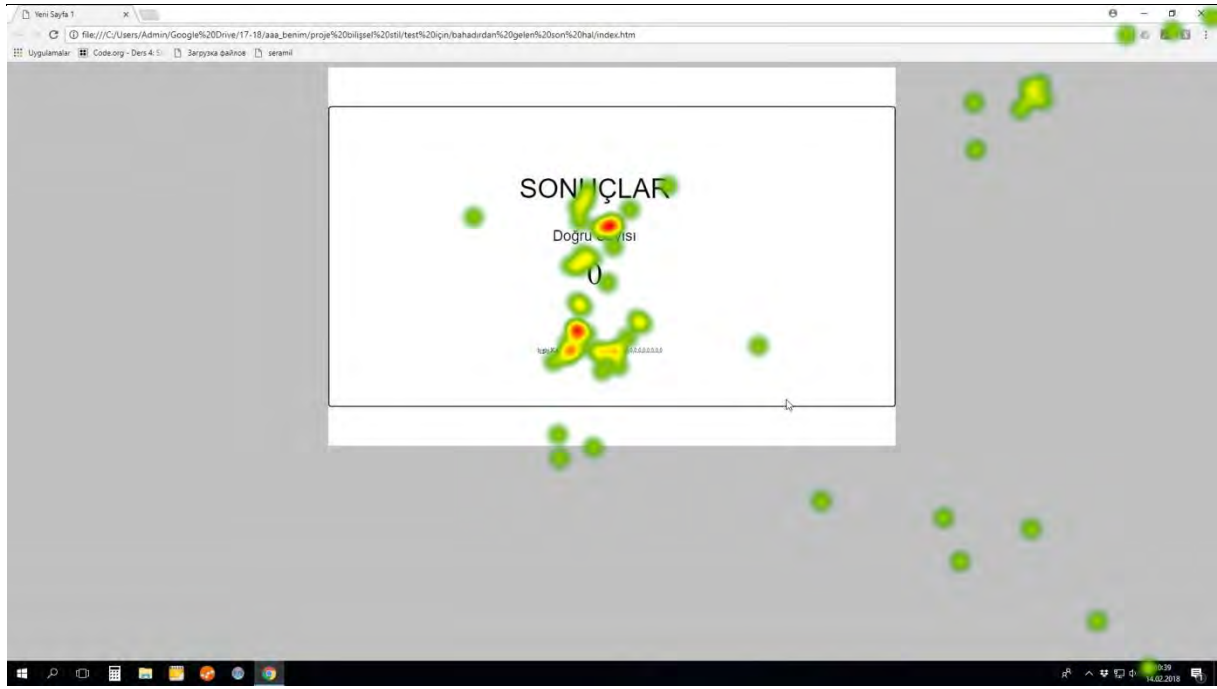 Yeni Sayfa 1
file:///C:/Users/Admin/Google%20Drive/17-18/aaa_benim/proje%20bilişsel%20stil/test%20için/bahadırdan%20gelen%20son%20hal/index.htm
Uygulamalar Code.org - Ders 4: Загрузка файлов seramil
SONUÇLAR
Doğru Sayısı
0
14.02.2018